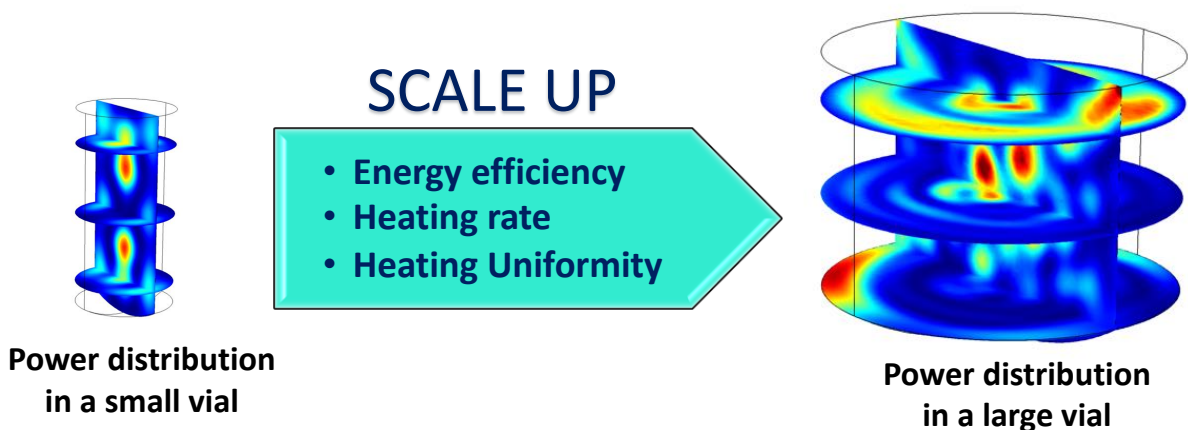 SCALE UP
• Energy efficiency
• Heating rate
• Heating Uniformity
Power distribution
in a small vial
Power distribution
in a large vial